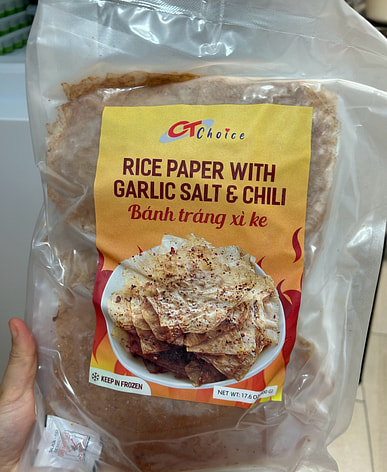 CT Choice
RICE PAPER WITH
GARLIC SALT & CHILI
Bánh tráng xì ke
KEEP IN FROZEN
NET WT: 17.6 O